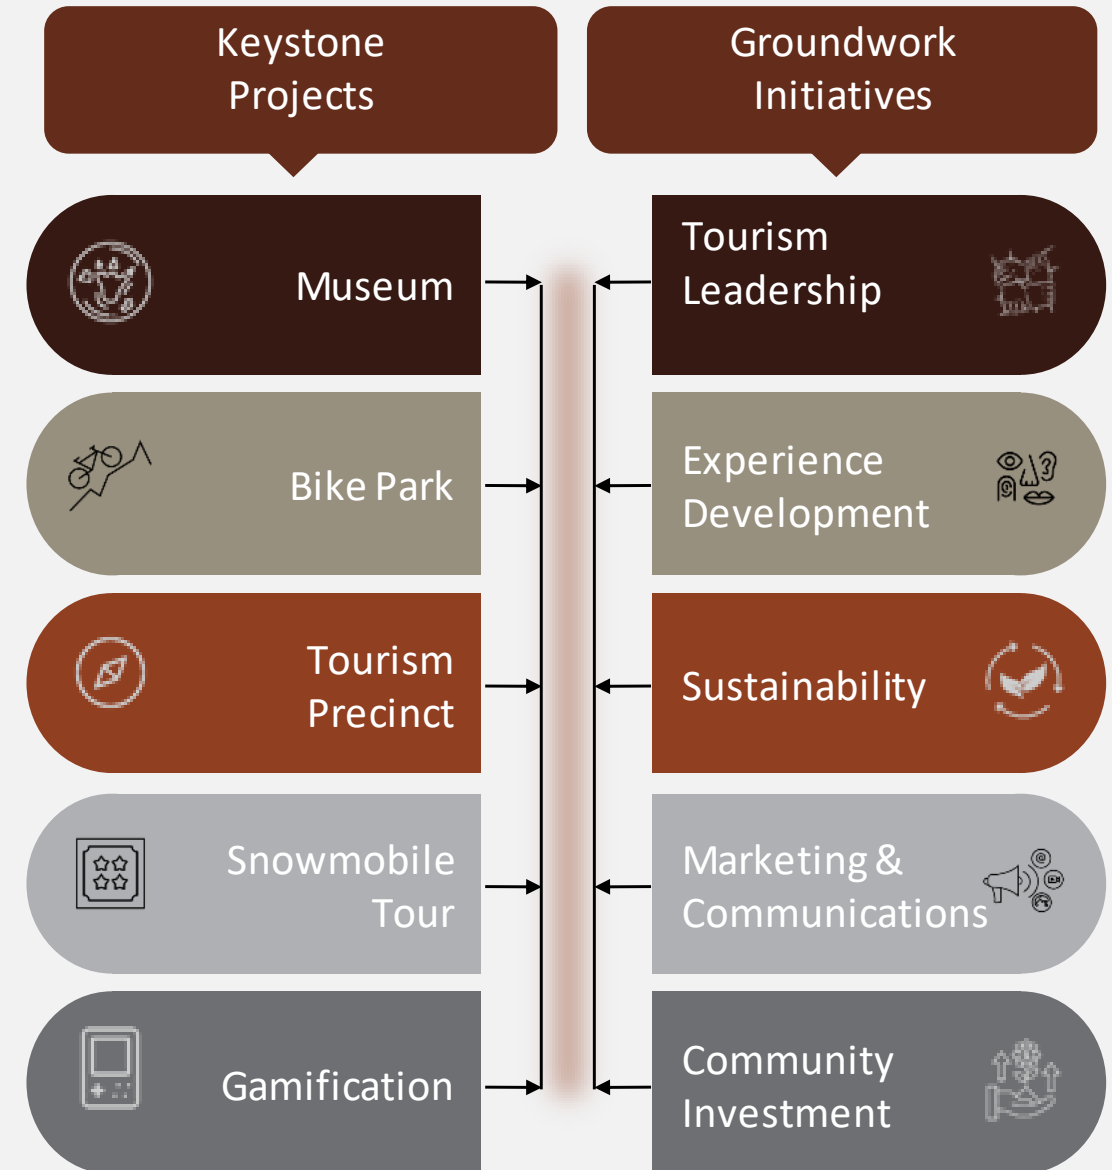 Keystone
Projects
Groundwork
Initiatives
Museum
Tourism
Leadership
Bike Park
Experience
Development
Tourism
Precinct
Sustainability
Snowmobile
Tour
Marketing &
Communications
Gamification
Community
Investment